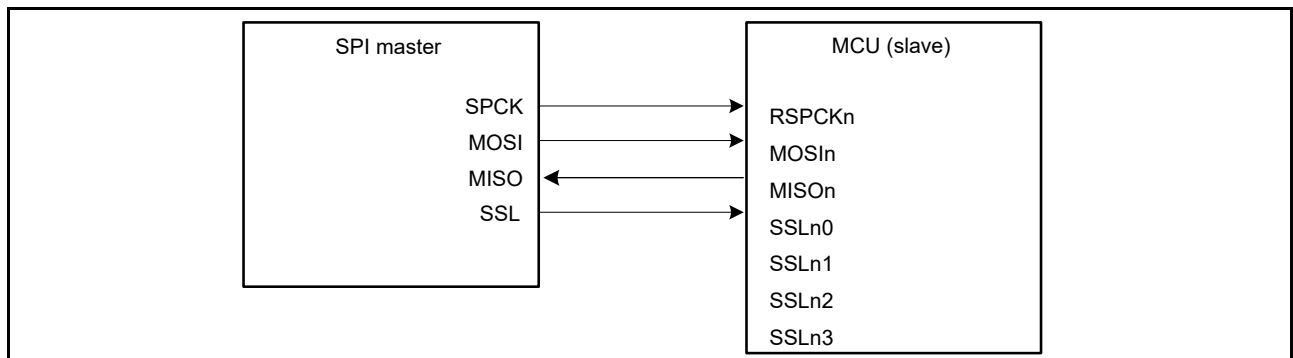 SPI master
SPCK
MOSI
MISO
SSL
MCU (slave)
RSPCKn
MOSIn
MISOn
SSLn0
SSLn1
SSLn2
SSLn3